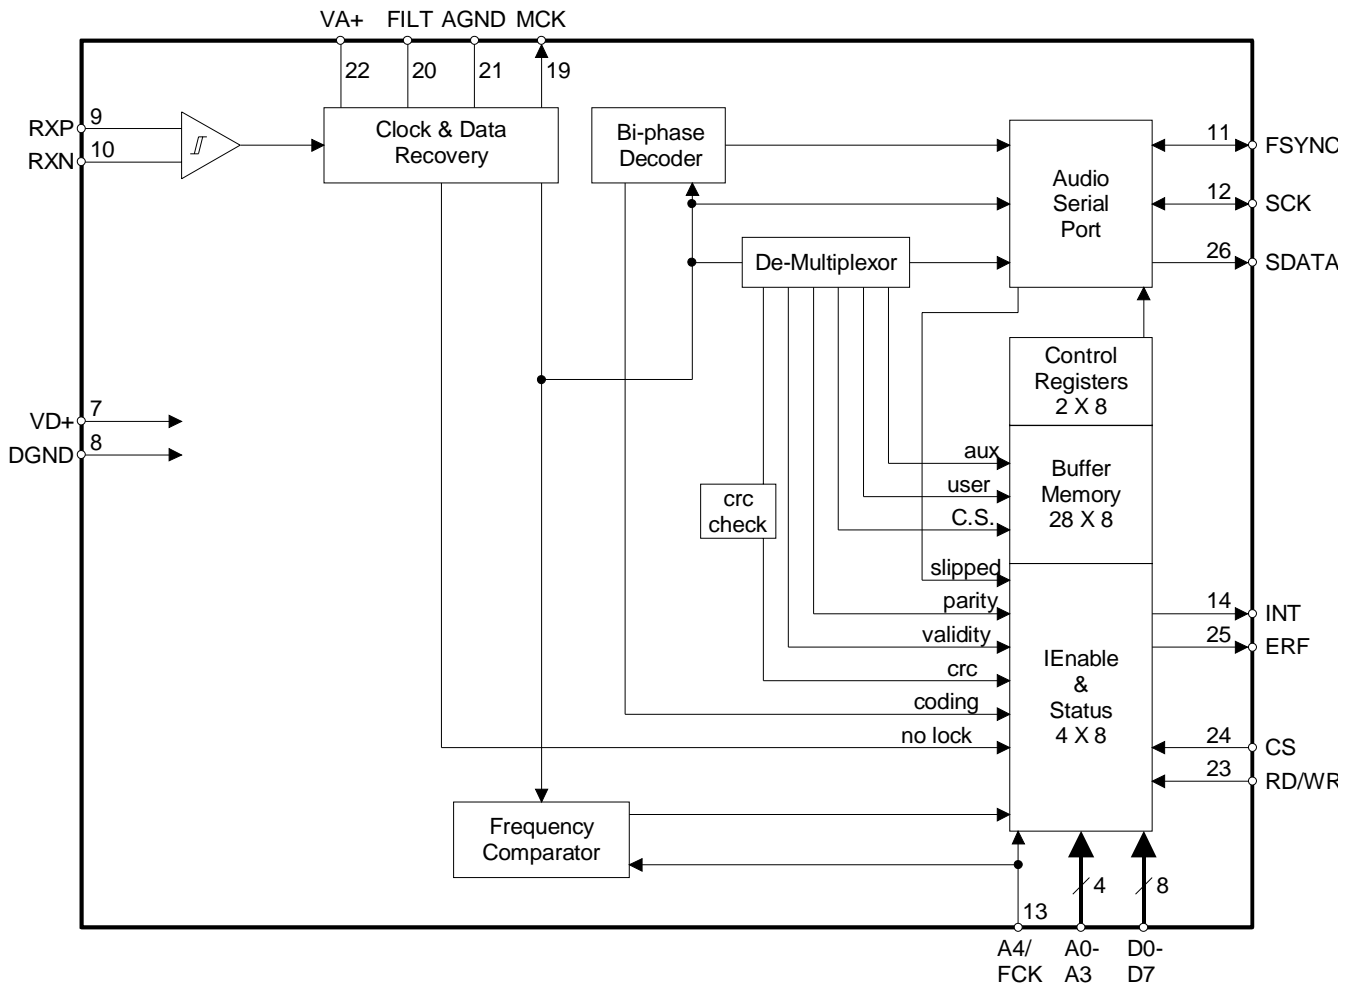 VA+ FILT AGND MCK
22 20 21 19
RXP 9
RXN 10
Clock & Data
Recovery
Bi-phase
Decoder
Audio
Serial
Port
11 FSYNC
12 SCK
26 SDATA
De-Multiplexor
Control
Registers
2 X 8
VD+ 7
DGND 8
aux
user
C.S.
Buffer
Memory
28 X 8
crc
check
slipped
parity
validity
crc
coding
no lock
IEnable
&
Status
4 X 8
14 INT
25 ERF
24 CS
23 RD/WR
Frequency
Comparator
4 8
13
A4/
FCK
A0-
A3
D0-
D7